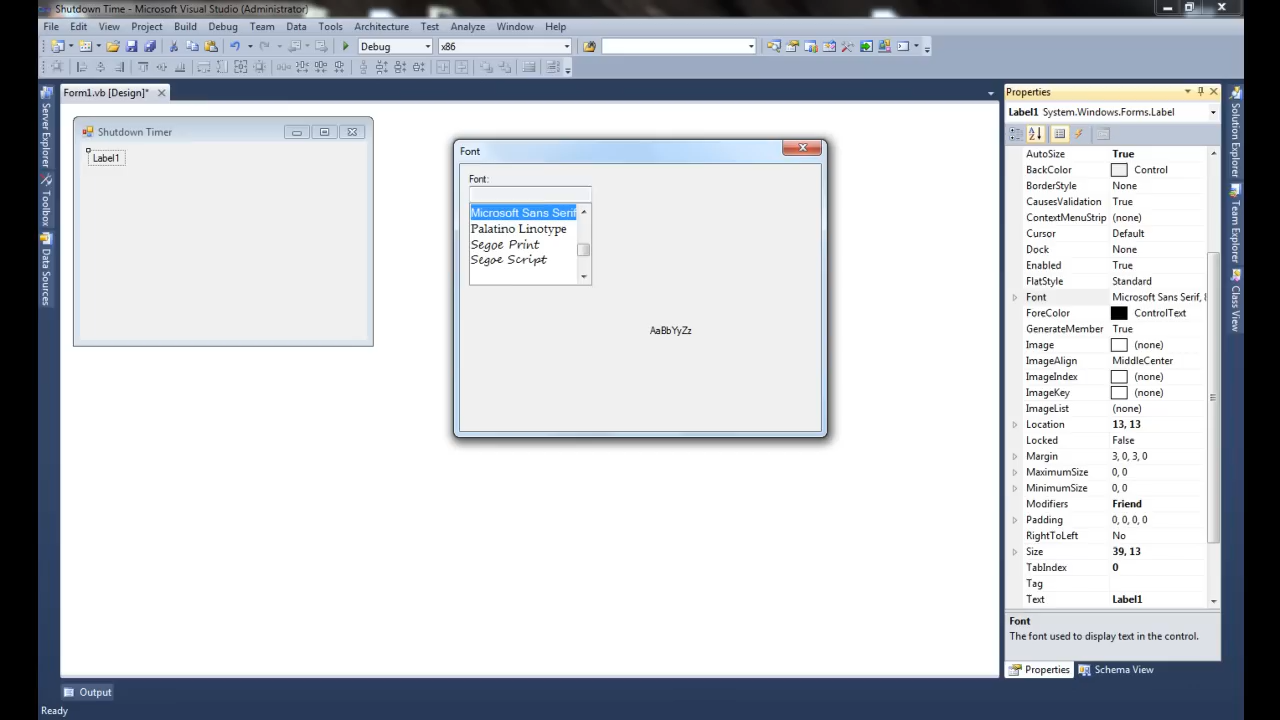 Shutdown Time - Microsoft Visual Studio (Administrator)
File Edit View Project Build Debug Team Data Tools Architecture Test Analyze Window Help
Debug x86
Form1.vb [Design]*
Server Explorer
Toolbox
Data Sources
Shutdown Timer
Label1
Font
Font:
Microsoft Sans Serif
Palatino Linotype
Segoe Print
Segoe Script
AaBbYyZz
Properties
Label1 System.Windows.Forms.Label
AutoSize True
BackColor Control
BorderStyle None
CausesValidation True
ContextMenuStrip (none)
Cursor Default
Dock None
Enabled True
FlatStyle Standard
Font Microsoft Sans Serif,
ForeColor ControlText
GenerateMember True
Image (none)
ImageAlign MiddleCenter
ImageIndex (none)
ImageKey (none)
ImageList (none)
Location 13, 13
Locked False
Margin 3, 0, 3, 0
MaximumSize 0, 0
MinimumSize 0, 0
Modifiers Friend
Padding 0, 0, 0, 0
RightToLeft No
Size 39, 13
TabIndex 0
Tag
Text Label1
Font
The font used to display text in the control.
Properties Schema View
Solution Explorer
Team Explorer
Class View
Output
Ready